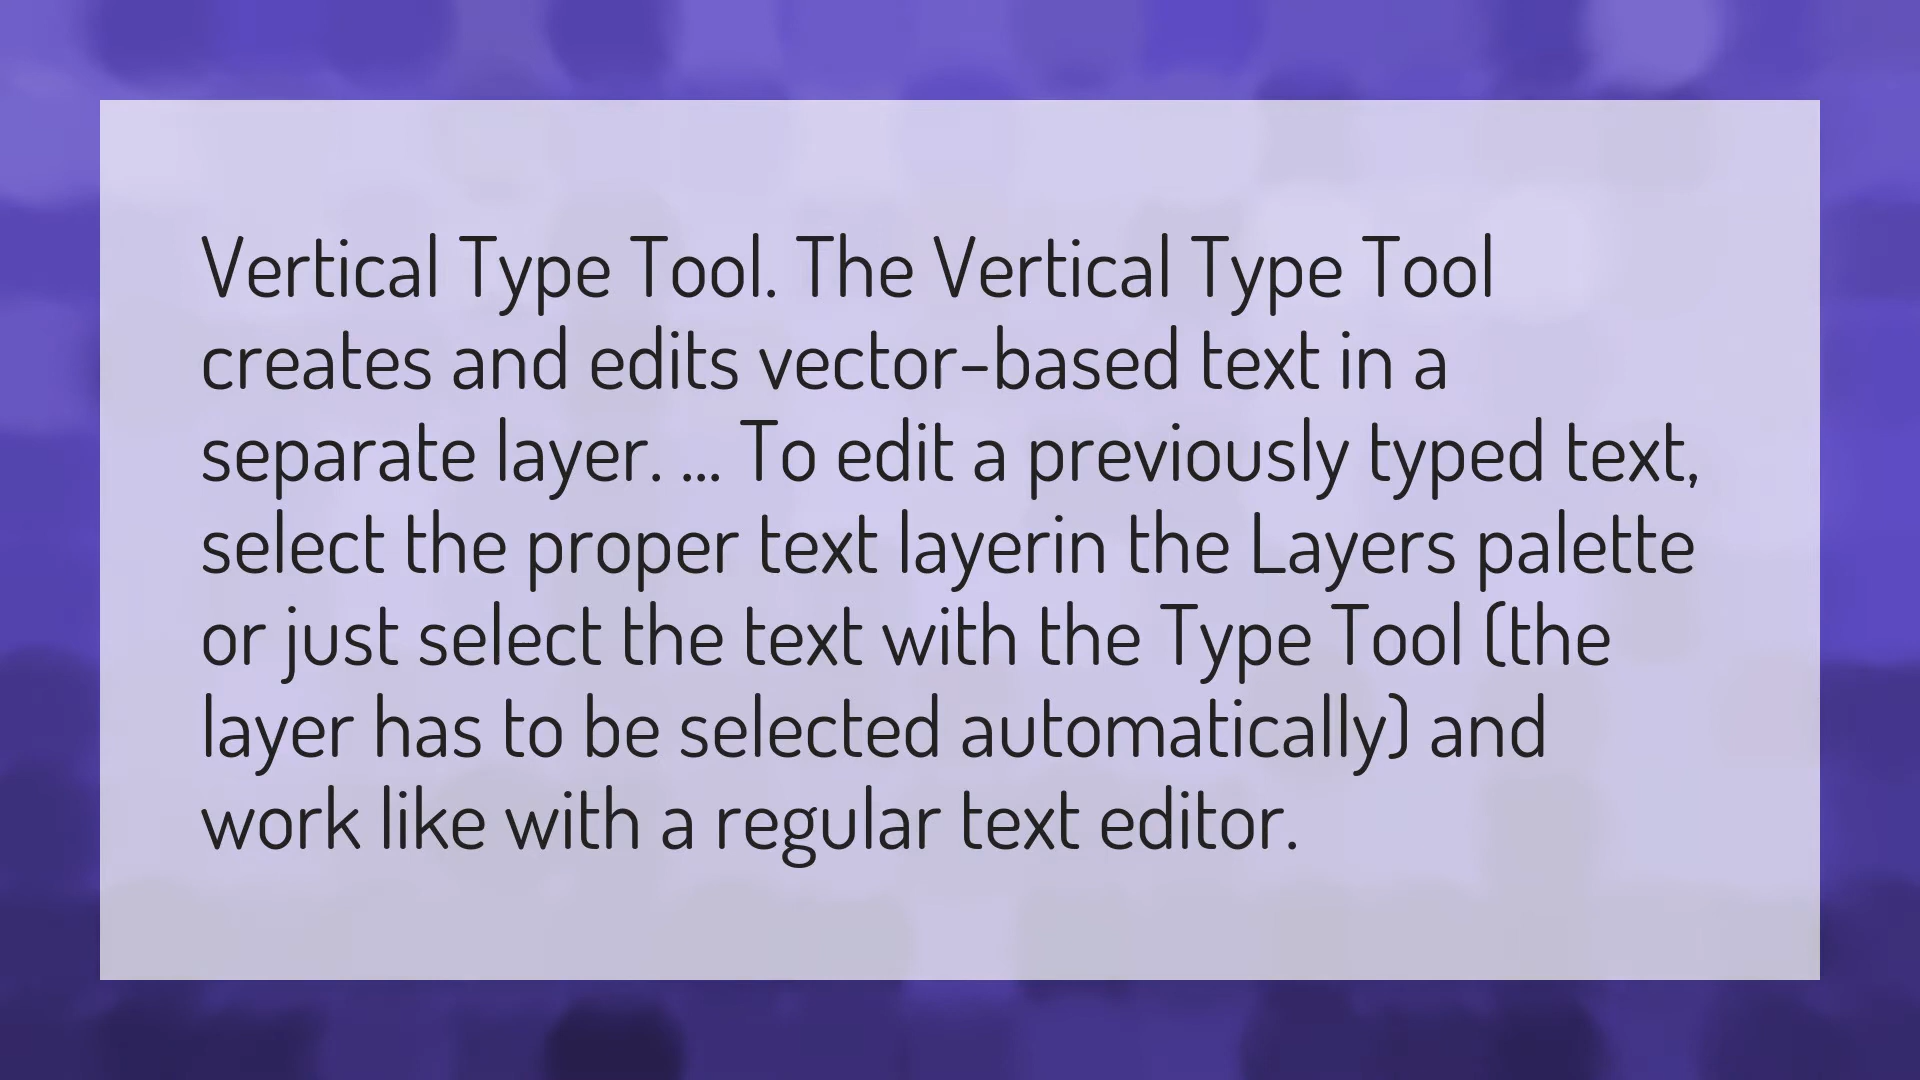 Vertical Type Tool. The Vertical Type Tool
creates and edits vector-based text in a
separate layer. ... To edit a previously typed text,
select the proper text layerin the Layers palette
or just select the text with the Type Tool (the
layer has to be selected automatically) and
work like with a regular text editor.